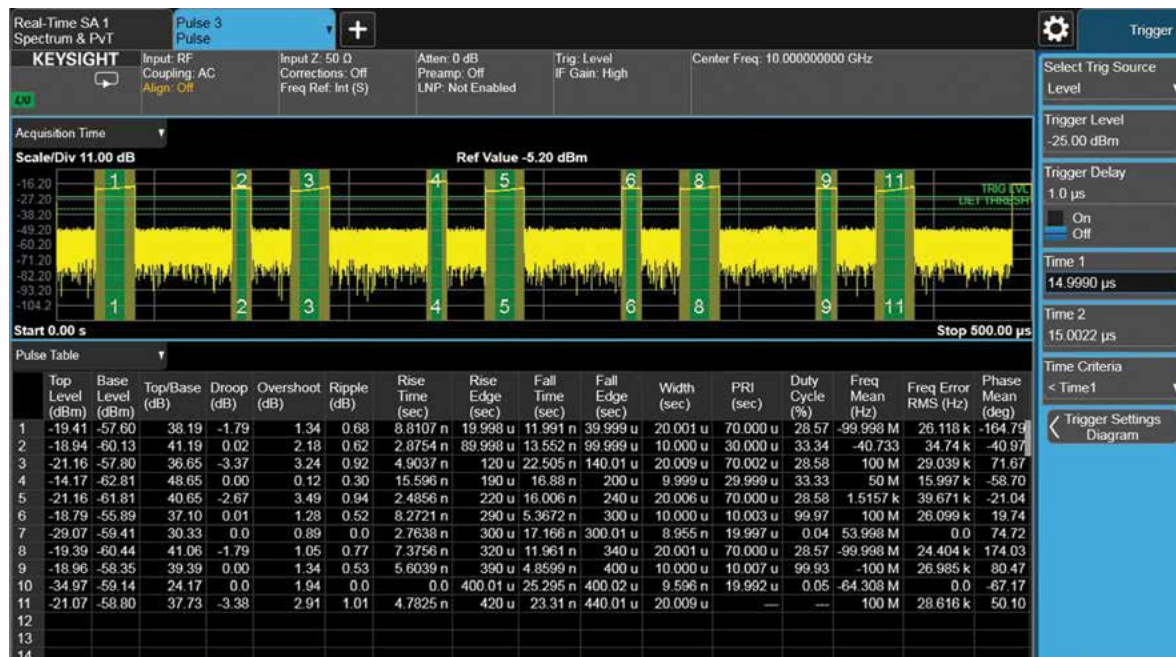 Real-Time SA 1
Spectrum & PvT
Pulse 3
Pulse
Trigger
KEYSIGHT
LXI
Input: RF
Coupling: AC
Align: Off
Input Z: 50 Ω
Corrections: Off
Freq Ref: Int (S)
Atten: 0 dB
Preamp: Off
LNP: Not Enabled
Trig: Level
IF Gain: High
Center Freq: 10.000000000 GHz
Select Trig Source
Level
Trigger Level
-25.00 dBm
Trigger Delay
1.0 µs
On
Off
Time 1
14.9990 µs
Time 2
15.0022 µs
Time Criteria
< Time1
Trigger Settings
Diagram
Acquisition Time
Scale/Div 11.00 dB
Ref Value -5.20 dBm
1 2 3 4 5 6 8 9 11
TRIG LVL
DET THRESH
-16.20
-27.20
-38.20
-49.20
-60.20
-71.20
-82.20
-93.20
-104.2
1 2 3 4 5 6 8 9 11
Start 0.00 s
Stop 500.00 µs
Pulse Table
Top Level (dBm) Base Level (dBm) Top/Base (dB) Droop (dB) Overshoot (dB) Ripple (dB) Rise Time (sec) Rise Edge (sec) Fall Time (sec) Fall Edge (sec) Width (sec) PRI (sec) Duty Cycle (%) Freq Mean (Hz) Freq Error RMS (Hz) Phase Mean (deg)
1 -19.41 -57.60 38.19 -1.79 1.34 0.68 8.8107 n 19.998 u 11.991 n 39.999 u 20.001 u 70.000 u 28.57 -99.998 M 26.118 k -164.79
2 -18.94 -60.13 41.19 0.02 2.18 0.62 2.8754 n 89.998 u 13.552 n 99.999 u 10.000 u 30.000 u 33.34 -40.733 34.74 k -40.97
3 -21.16 -57.80 36.65 -3.37 3.24 0.92 4.9037 n 120 u 22.505 n 140.01 u 20.009 u 70.002 u 28.58 100 M 29.039 k 71.67
4 -14.17 -62.81 48.65 0.00 0.12 0.30 15.596 n 190 u 16.88 n 200 u 9.999 u 29.999 u 33.33 50 M 15.997 k -58.70
5 -21.16 -61.81 40.65 -2.67 3.49 0.94 2.4856 n 220 u 16.006 n 240 u 20.006 u 70.000 u 28.58 1.5157 k 39.671 k -21.04
6 -18.79 -55.89 37.10 0.01 1.28 0.52 8.2721 n 290 u 5.3672 n 300 u 10.000 u 10.003 u 99.97 100 M 26.099 k 19.74
7 -29.07 -59.41 30.33 0.0 0.89 0.0 2.7638 n 300 u 17.166 n 300.01 u 8.955 n 19.997 u 0.04 53.998 M 0.0 74.72
8 -19.39 -60.44 41.06 -1.79 1.05 0.77 7.3756 n 320 u 11.961 n 340 u 20.001 u 70.000 u 28.57 -99.998 M 24.404 k 174.03
9 -18.96 -58.35 39.39 0.00 1.34 0.53 5.6039 n 390 u 4.8599 n 400 u 10.000 u 10.007 u 99.93 -100 M 26.985 k 80.47
10 -34.97 -59.14 24.17 0.0 1.94 0.0 0.0 400.01 u 25.295 n 400.02 u 9.596 n 19.992 u 0.05 -64.308 M 0.0 -67.17
11 -21.07 -58.80 37.73 -3.38 2.91 1.01 4.7825 n 420 u 23.31 n 440.01 u 20.009 u --- --- 100 M 28.616 k 50.10
12
13
14